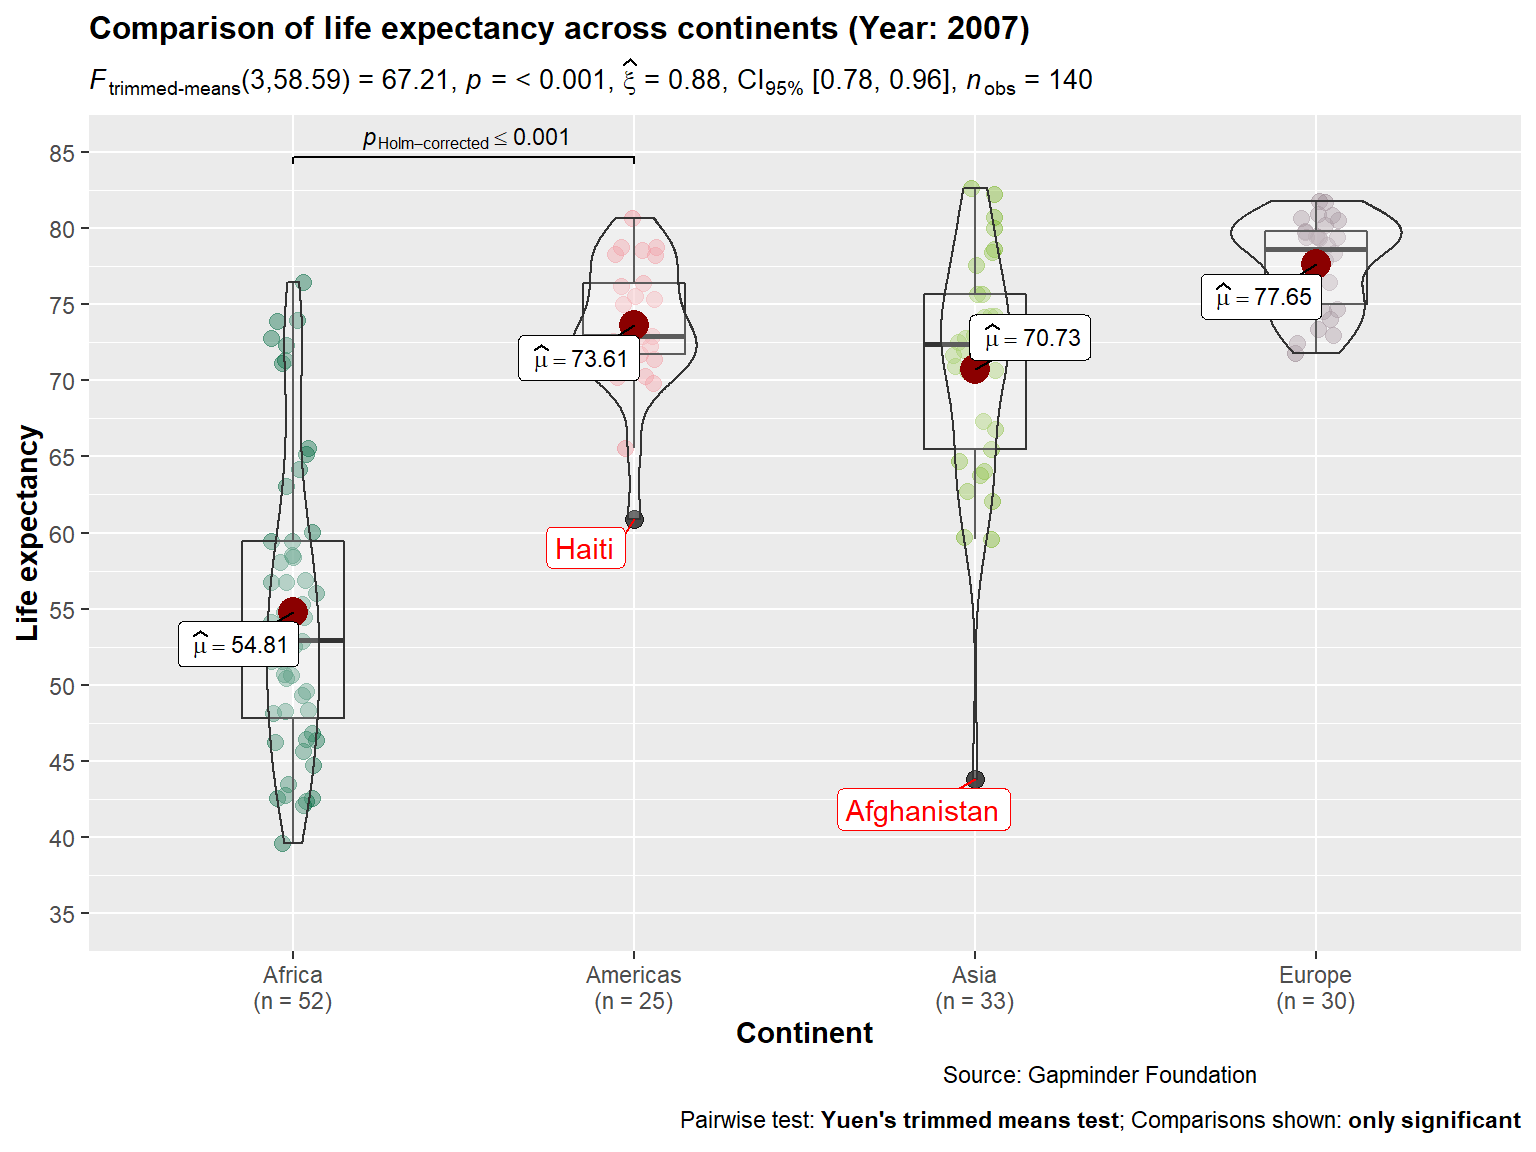 Comparison of life expectancy across continents (Year: 2007)
F trimmed-means(3,58.59) = 67.21, p = < 0.001, ξ̂ = 0.88, CI95% [0.78, 0.96], n obs = 140
p Holm−corrected ≤ 0.001
85
80
75
70
65
60
55
50
45
40
35
Life expectancy
μ̂ = 54.81
μ̂ = 73.61
μ̂ = 70.73
μ̂ = 77.65
Haiti
Afghanistan
Africa
(n = 52)
Americas
(n = 25)
Asia
(n = 33)
Europe
(n = 30)
Continent
Source: Gapminder Foundation
Pairwise test: Yuen's trimmed means test; Comparisons shown: only significant